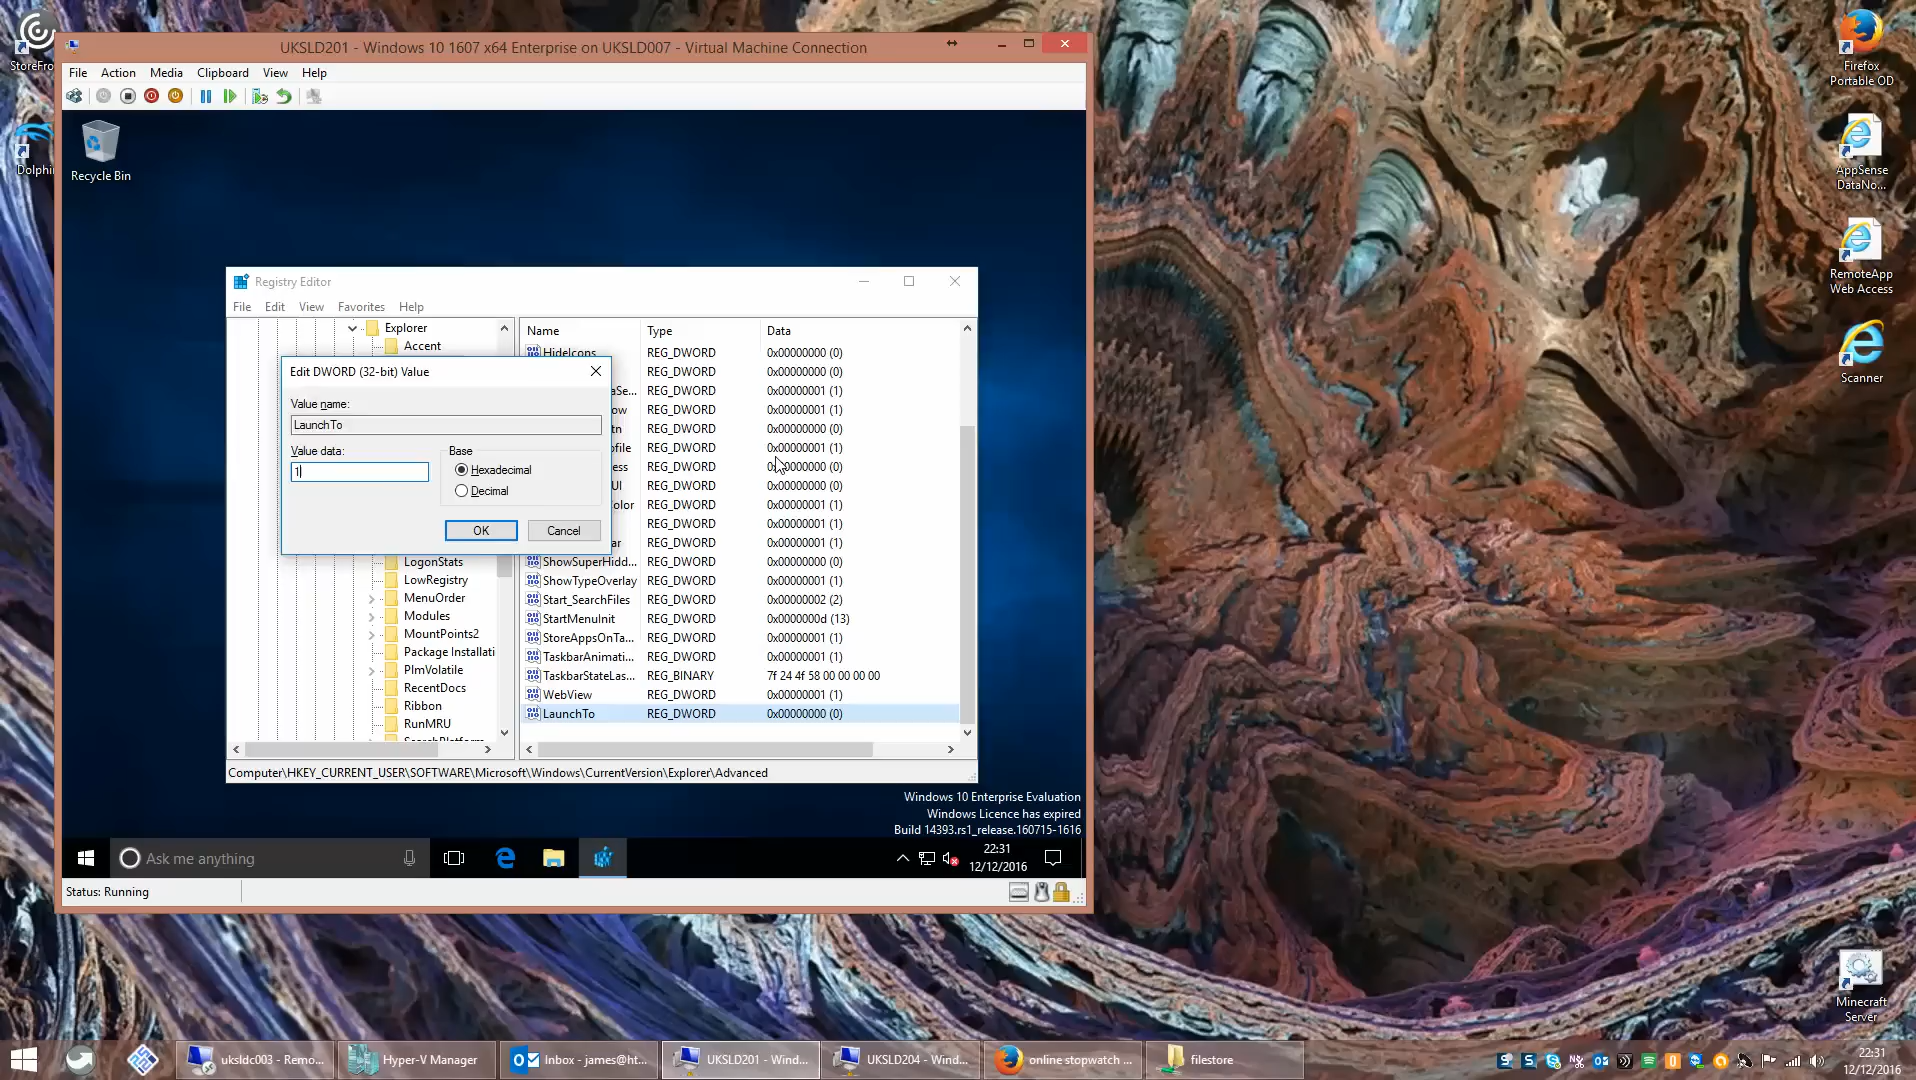 StoreFro
Dolphi
UKSLD201 - Windows 10 1607 x64 Enterprise on UKSLD007 - Virtual Machine Connection
File Action Media Clipboard View Help
Recycle Bin
Registry Editor
File Edit View Favorites Help
Explorer
Accent
LogonStats
LowRegistry
MenuOrder
Modules
MountPoints2
Package Installati
PlmVolatile
RecentDocs
Ribbon
RunMRU
Name Type Data
HideIcons REG_DWORD 0x00000000 (0)
REG_DWORD 0x00000000 (0)
aSe... REG_DWORD 0x00000001 (1)
ow REG_DWORD 0x00000001 (1)
tn REG_DWORD 0x00000000 (0)
ofile REG_DWORD 0x00000001 (1)
ess REG_DWORD 0x00000000 (0)
UI REG_DWORD 0x00000000 (0)
olor REG_DWORD 0x00000001 (1)
REG_DWORD 0x00000001 (1)
ar REG_DWORD 0x00000001 (1)
ShowSuperHidd... REG_DWORD 0x00000000 (0)
ShowTypeOverlay REG_DWORD 0x00000001 (1)
Start_SearchFiles REG_DWORD 0x00000002 (2)
StartMenuInit REG_DWORD 0x0000000d (13)
StoreAppsOnTa... REG_DWORD 0x00000001 (1)
TaskbarAnimati... REG_DWORD 0x00000001 (1)
TaskbarStateLas... REG_BINARY 7f 24 4f 58 00 00 00 00
WebView REG_DWORD 0x00000001 (1)
LaunchTo REG_DWORD 0x00000000 (0)
Edit DWORD (32-bit) Value
Value name:
LaunchTo
Value data:
1
Base
Hexadecimal
Decimal
OK Cancel
Computer\HKEY_CURRENT_USER\SOFTWARE\Microsoft\Windows\CurrentVersion\Explorer\Advanced
Windows 10 Enterprise Evaluation
Windows Licence has expired
Build 14393.rs1_release.160715-1616
Ask me anything
22:31
12/12/2016
Status: Running
Firefox
Portable OD
AppSense
DataNo...
RemoteApp
Web Access
Scanner
Minecraft
Server
uksldc003 - Remo...
Hyper-V Manager
Inbox - james@ht...
UKSLD201 - Wind...
UKSLD204 - Wind...
online stopwatch ...
filestore
22:31
12/12/2016